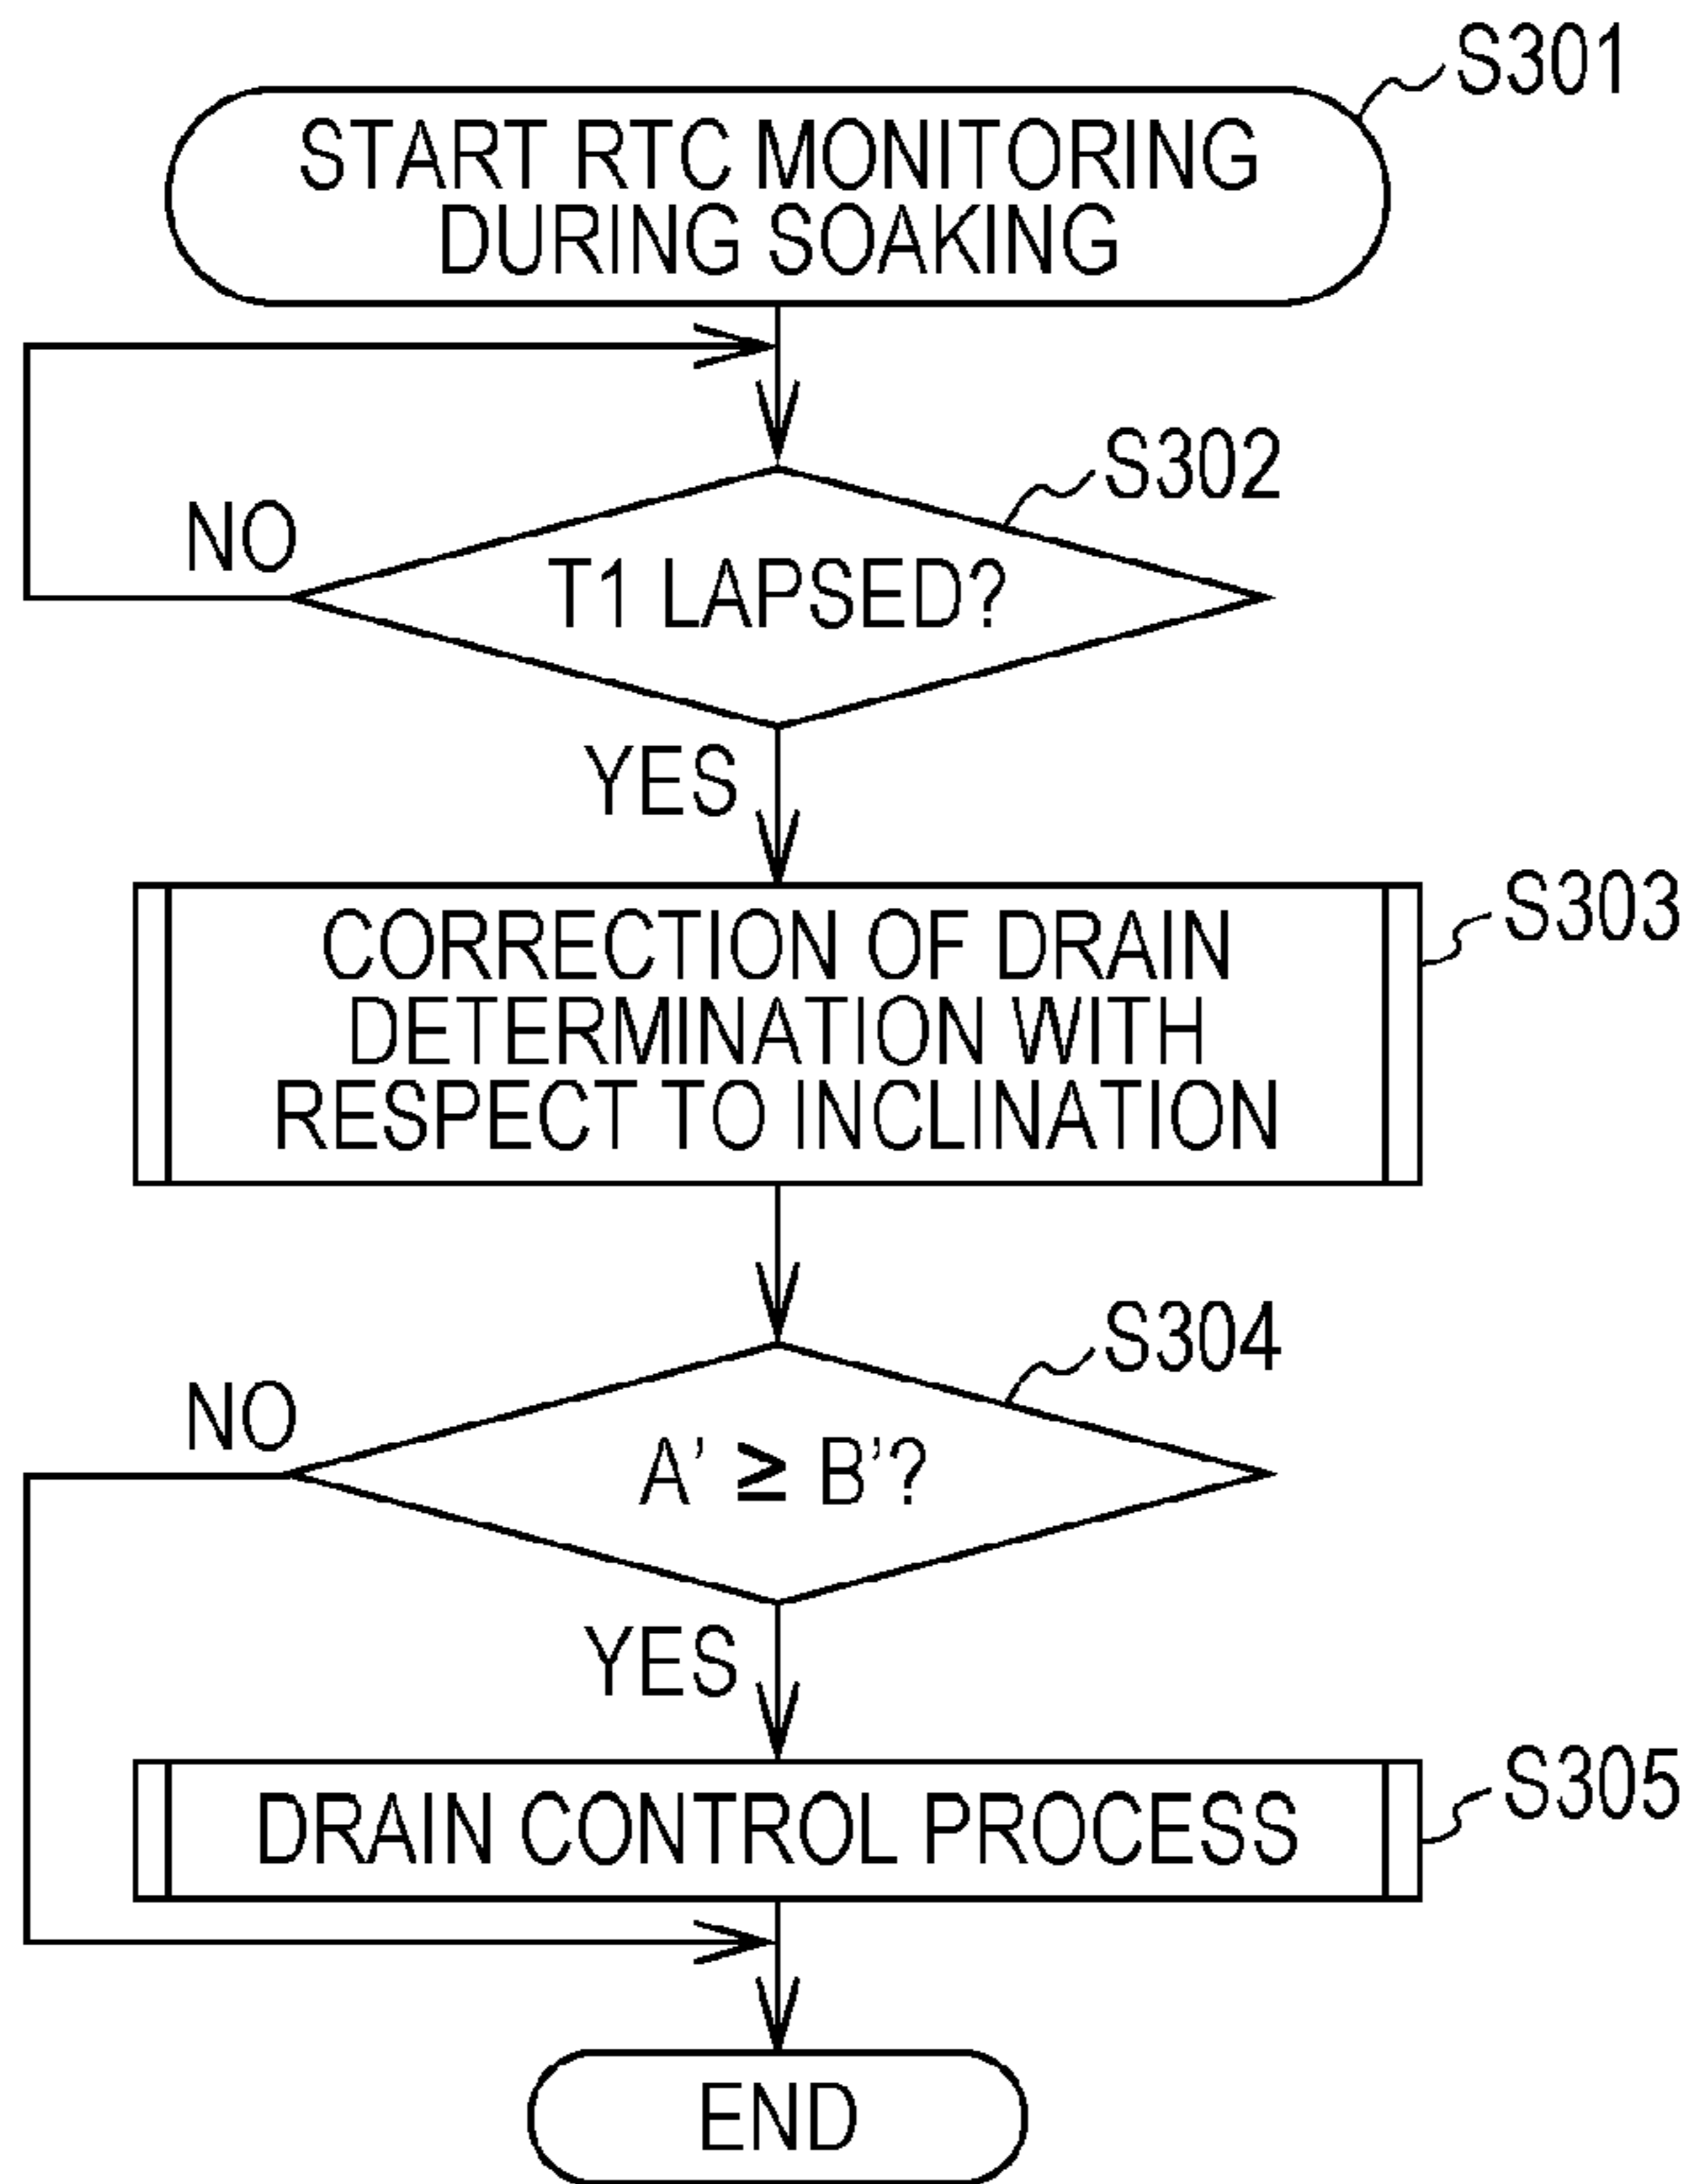 S301
START RTC MONITORING
DURING SOAKING
S302
NO
T1 LAPSED?
YES
S303
CORRECTION OF DRAIN
DETERMINATION WITH
RESPECT TO INCLINATION
S304
NO
A' ≥ B'?
YES
S305
DRAIN CONTROL PROCESS
END